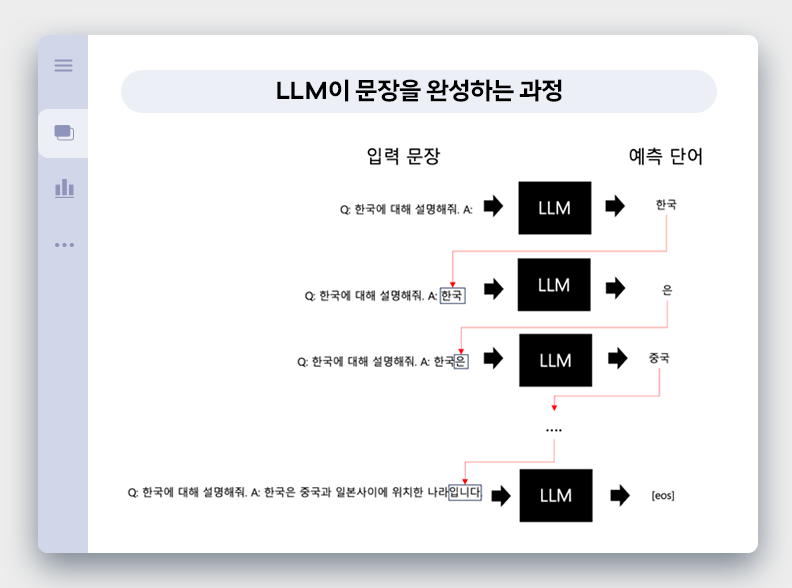 LLM이 문장을 완성하는 과정
입력 문장
예측 단어
Q: 한국에 대해 설명해줘. A:
LLM
한국
Q: 한국에 대해 설명해줘. A: 한국
LLM
은
Q: 한국에 대해 설명해줘. A: 한국은
LLM
중국
....
Q: 한국에 대해 설명해줘. A: 한국은 중국과 일본사이에 위치한 나라입니다.
LLM
[eos]